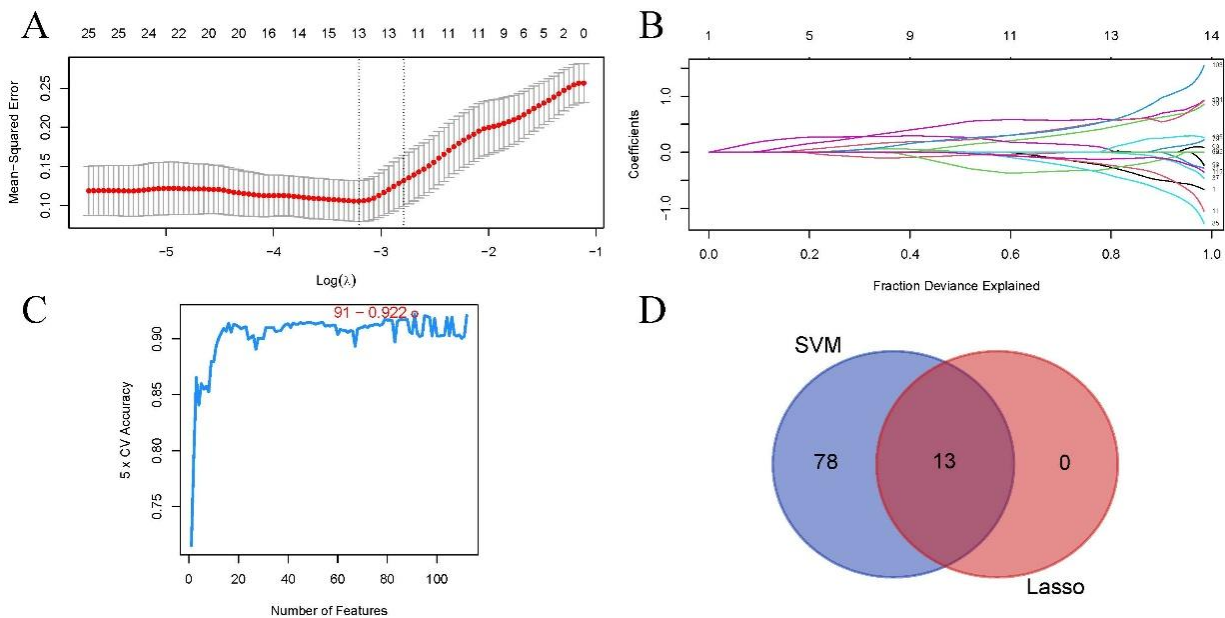 A
25 25 24 22 20 20 16 14 15 13 13 11 11 9 6 5 2 0
Mean-Squared Error
0.25
0.20
0.15
0.10
−5 −4 −3 −2 −1
Log(λ)
B
1 5 9 11 13 14
Coefficients
1.0
0.0
−1.0
0.0 0.2 0.4 0.6 0.8 1.0
Fraction Deviance Explained
C
91 − 0.922
5 x CV Accuracy
0.90
0.85
0.80
0.75
0 20 40 60 80 100
Number of Features
D
SVM
78 13 0
Lasso